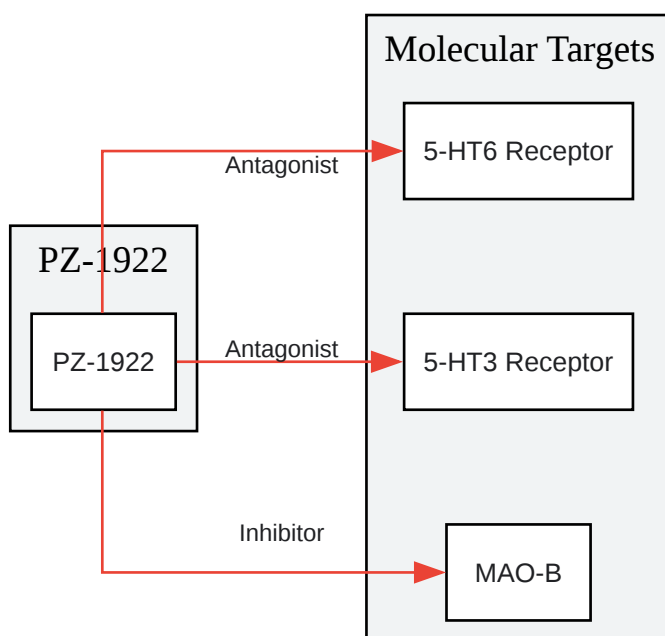 Molecular Targets
5-HT6 Receptor
Antagonist
PZ-1922
PZ-1922
Antagonist
5-HT3 Receptor
Inhibitor
MAO-B